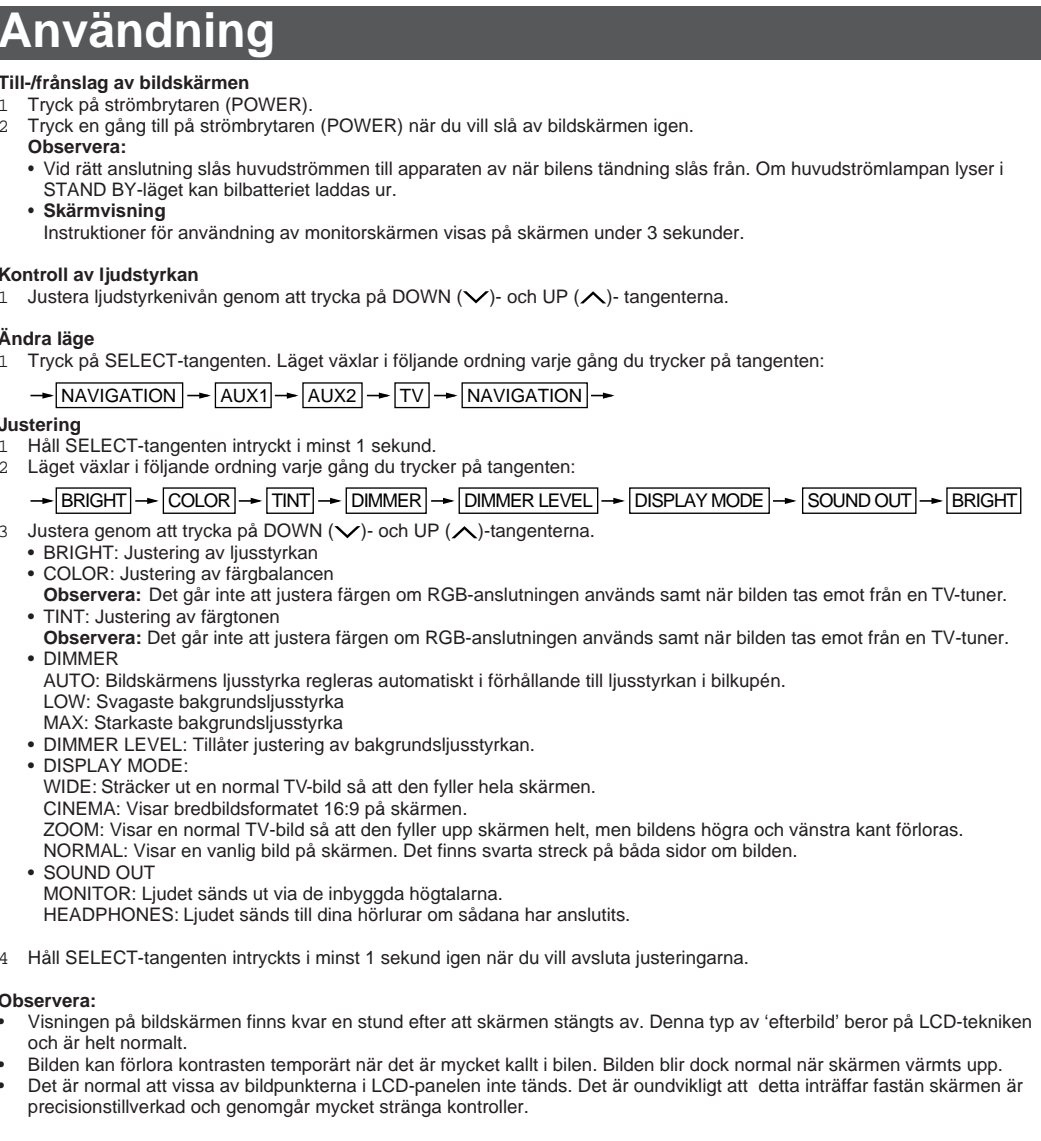 Användning
Till-/frånslag av bildskärmen
1 Tryck på strömbrytaren (POWER).
2 Tryck en gång till på strömbrytaren (POWER) när du vill slå av bildskärmen igen.
Observera:
• Vid rätt anslutning slås huvudströmmen till apparaten av när bilens tändning slås från. Om huvudströmlampan lyser i
STAND BY-läget kan bilbatteriet laddas ur.
• Skärmvisning
Instruktioner för användning av monitorskärmen visas på skärmen under 3 sekunder.
Kontroll av ljudstyrkan
1 Justera ljudstyrkenivån genom att trycka på DOWN (∨)- och UP (∧)- tangenterna.
Ändra läge
1 Tryck på SELECT-tangenten. Läget växlar i följande ordning varje gång du trycker på tangenten:
→ NAVIGATION → AUX1 → AUX2 → TV → NAVIGATION →
Justering
1 Håll SELECT-tangenten intryckt i minst 1 sekund.
2 Läget växlar i följande ordning varje gång du trycker på tangenten:
→ BRIGHT → COLOR → TINT → DIMMER → DIMMER LEVEL → DISPLAY MODE → SOUND OUT → BRIGHT
3 Justera genom att trycka på DOWN (∨)- och UP (∧)-tangenterna.
• BRIGHT: Justering av ljusstyrkan
• COLOR: Justering av färgbalancen
Observera: Det går inte att justera färgen om RGB-anslutningen används samt när bilden tas emot från en TV-tuner.
• TINT: Justering av färgtonen
Observera: Det går inte att justera färgen om RGB-anslutningen används samt när bilden tas emot från en TV-tuner.
• DIMMER
AUTO: Bildskärmens ljusstyrka regleras automatiskt i förhållande till ljusstyrkan i bilkupén.
LOW: Svagaste bakgrundsljusstyrka
MAX: Starkaste bakgrundsljusstyrka
• DIMMER LEVEL: Tillåter justering av bakgrundsljusstyrkan.
• DISPLAY MODE:
WIDE: Sträcker ut en normal TV-bild så att den fyller hela skärmen.
CINEMA: Visar bredbildsformatet 16:9 på skärmen.
ZOOM: Visar en normal TV-bild så att den fyller upp skärmen helt, men bildens högra och vänstra kant förloras.
NORMAL: Visar en vanlig bild på skärmen. Det finns svarta streck på båda sidor om bilden.
• SOUND OUT
MONITOR: Ljudet sänds ut via de inbyggda högtalarna.
HEADPHONES: Ljudet sänds till dina hörlurar om sådana har anslutits.
4 Håll SELECT-tangenten intryckts i minst 1 sekund igen när du vill avsluta justeringarna.
Observera:
• Visningen på bildskärmen finns kvar en stund efter att skärmen stängts av. Denna typ av ‘efterbild’ beror på LCD-tekniken
och är helt normalt.
• Bilden kan förlora kontrasten temporärt när det är mycket kallt i bilen. Bilden blir dock normal när skärmen värmts upp.
• Det är normal att vissa av bildpunkterna i LCD-panelen inte tänds. Det är oundvikligt att detta inträffar fastän skärmen är
precisionstillverkad och genomgår mycket stränga kontroller.